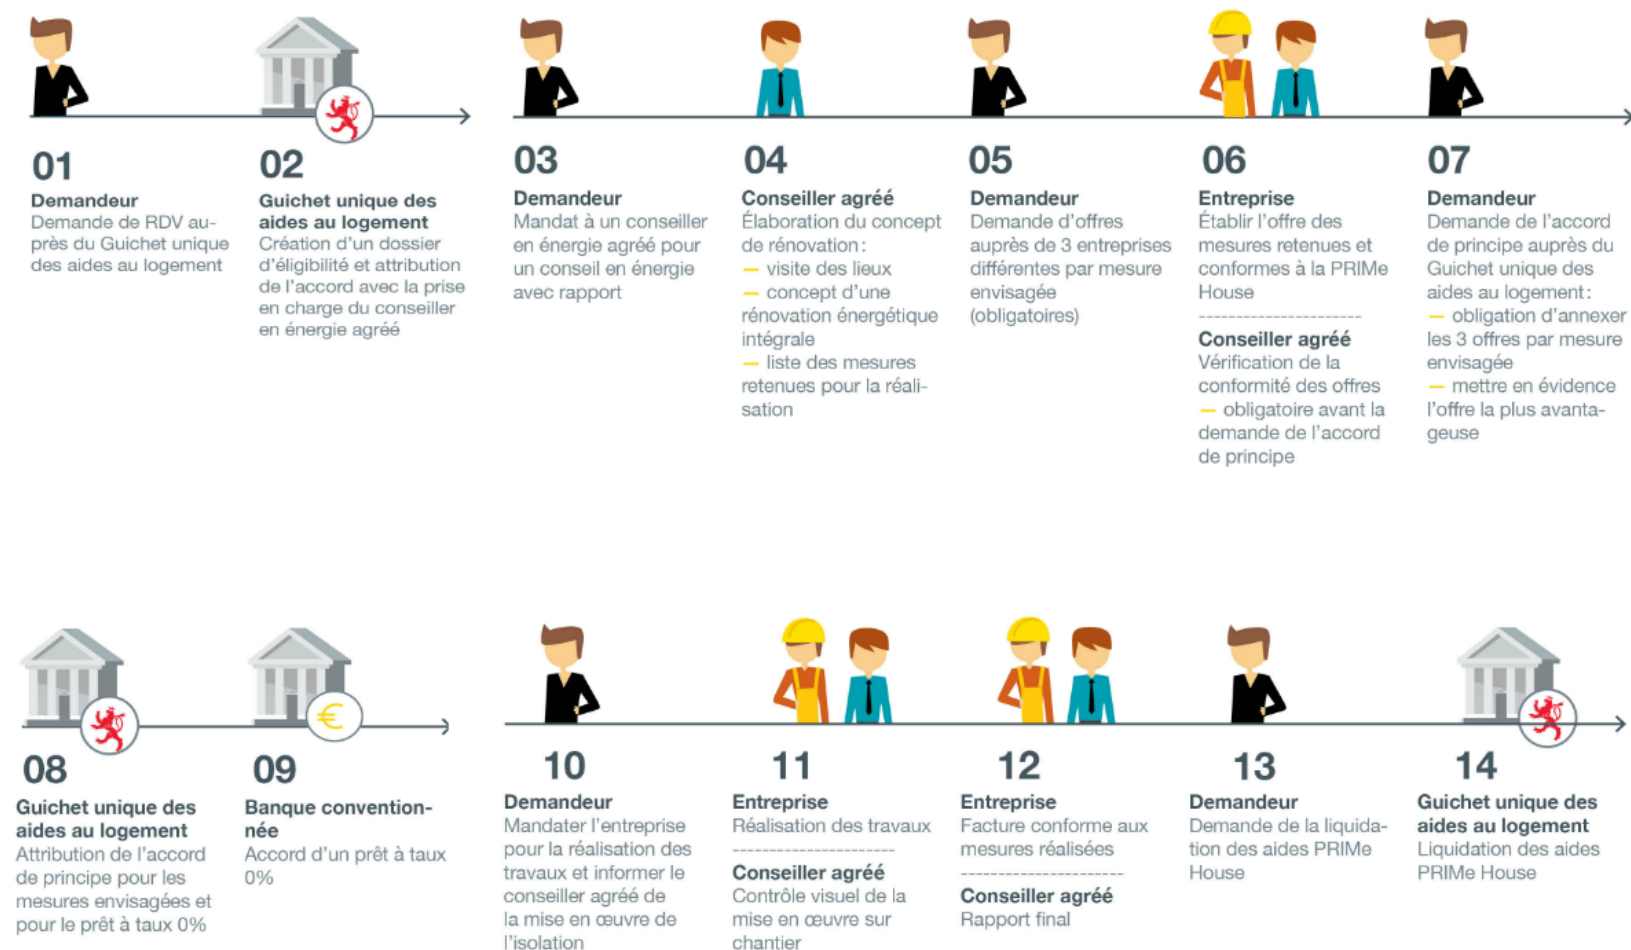 01
Demandeur
Demande de RDV au-
près du Guichet unique
des aides au logement
02
Guichet unique des
aides au logement
Création d'un dossier
d'éligibilité et attribution
de l'accord avec la prise
en charge du conseiller
en énergie agréé
03
Demandeur
Mandat à un conseiller
en énergie agréé pour
un conseil en énergie
avec rapport
04
Conseiller agréé
Élaboration du concept
de rénovation :
— visite des lieux
— concept d'une
rénovation énergétique
intégrale
— liste des mesures
retenues pour la réali-
sation
05
Demandeur
Demande d'offres
auprès de 3 entreprises
différentes par mesure
envisagée
(obligatoires)
06
Entreprise
Établir l'offre des
mesures retenues et
conformes à la PRIMe
House
----------------------
Conseiller agréé
Vérification de la
conformité des offres
— obligatoire avant la
demande de l'accord
de principe
07
Demandeur
Demande de l'accord
de principe auprès du
Guichet unique des
aides au logement :
— obligation d'annexer
les 3 offres par mesure
envisagée
— mettre en évidence
l'offre la plus avanta-
geuse
08
Guichet unique des
aides au logement
Attribution de l'accord
de principe pour les
mesures envisagées et
pour le prêt à taux 0%
€
09
Banque convention-
née
Accord d'un prêt à taux
0%
10
Demandeur
Mandater l'entreprise
pour la réalisation des
travaux et informer le
conseiller agréé de
la mise en œuvre de
l'isolation
11
Entreprise
Réalisation des travaux
----------------------
Conseiller agréé
Contrôle visuel de la
mise en œuvre sur
chantier
12
Entreprise
Facture conforme aux
mesures réalisées
----------------------
Conseiller agréé
Rapport final
13
Demandeur
Demande de la liquida-
tion des aides PRIMe
House
14
Guichet unique des
aides au logement
Liquidation des aides
PRIMe House